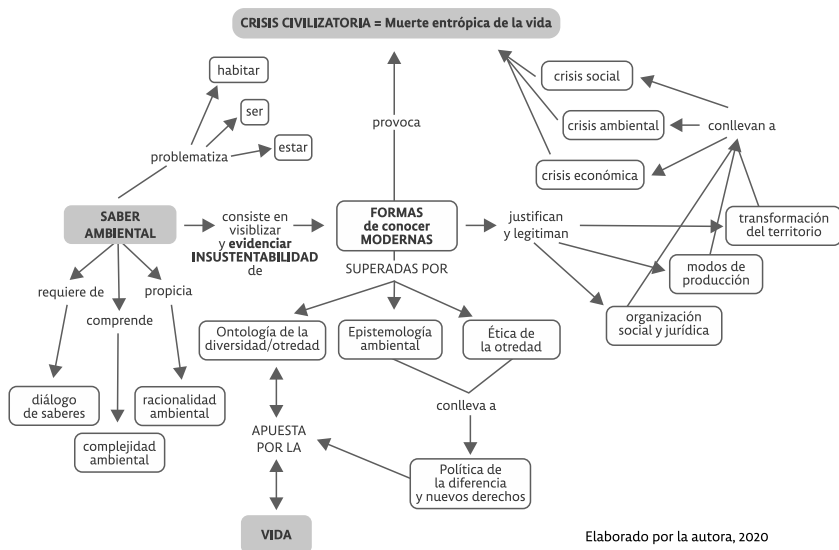 CRISIS CIVILIZATORIA = Muerte entrópica de la vida
habitar
ser
estar
problematiza
provoca
crisis social
crisis ambiental
crisis económica
conllevan a
SABER
AMBIENTAL
consiste en
visiblizar
y evidenciar
INSUSTENTABILIDAD
de
FORMAS
de conocer
MODERNAS
justifican
y legitiman
transformación
del territorio
modos de
producción
organización
social y jurídica
SUPERADAS POR
requiere de
comprende
propicia
diálogo
de saberes
complejidad
ambiental
racionalidad
ambiental
Ontología de la
diversidad/otredad
Epistemología
ambiental
Ética de
la otredad
conlleva a
APUESTA
POR LA
Política de
la diferencia
y nuevos derechos
VIDA
Elaborado por la autora, 2020